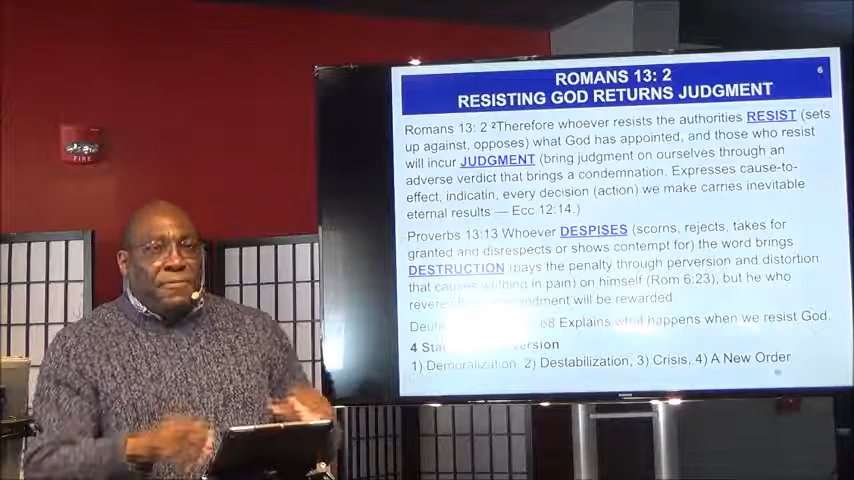 6
ROMANS 13: 2
RESISTING GOD RETURNS JUDGMENT
Romans 13: 2 ²Therefore whoever resists the authorities RESIST (sets
up against, opposes) what God has appointed, and those who resist
will incur JUDGMENT (bring judgment on ourselves through an
adverse verdict that brings a condemnation. Expresses cause-to-
effect, indicatin, every decision (action) we make carries inevitable
eternal results — Ecc 12:14.)
Proverbs 13:13 Whoever DESPISES (scorns, rejects, takes for
granted and disrespects or shows contempt for) the word brings
DESTRUCTION (pays the penalty through perversion and distortion
that causes writhing in pain) on himself (Rom 6:23), but he who
will be rewarded
68 Explains what happens when we resist God.
4
1) Demoralization, 2) Destabilization, 3) Crisis, 4) A New Order
FIRE